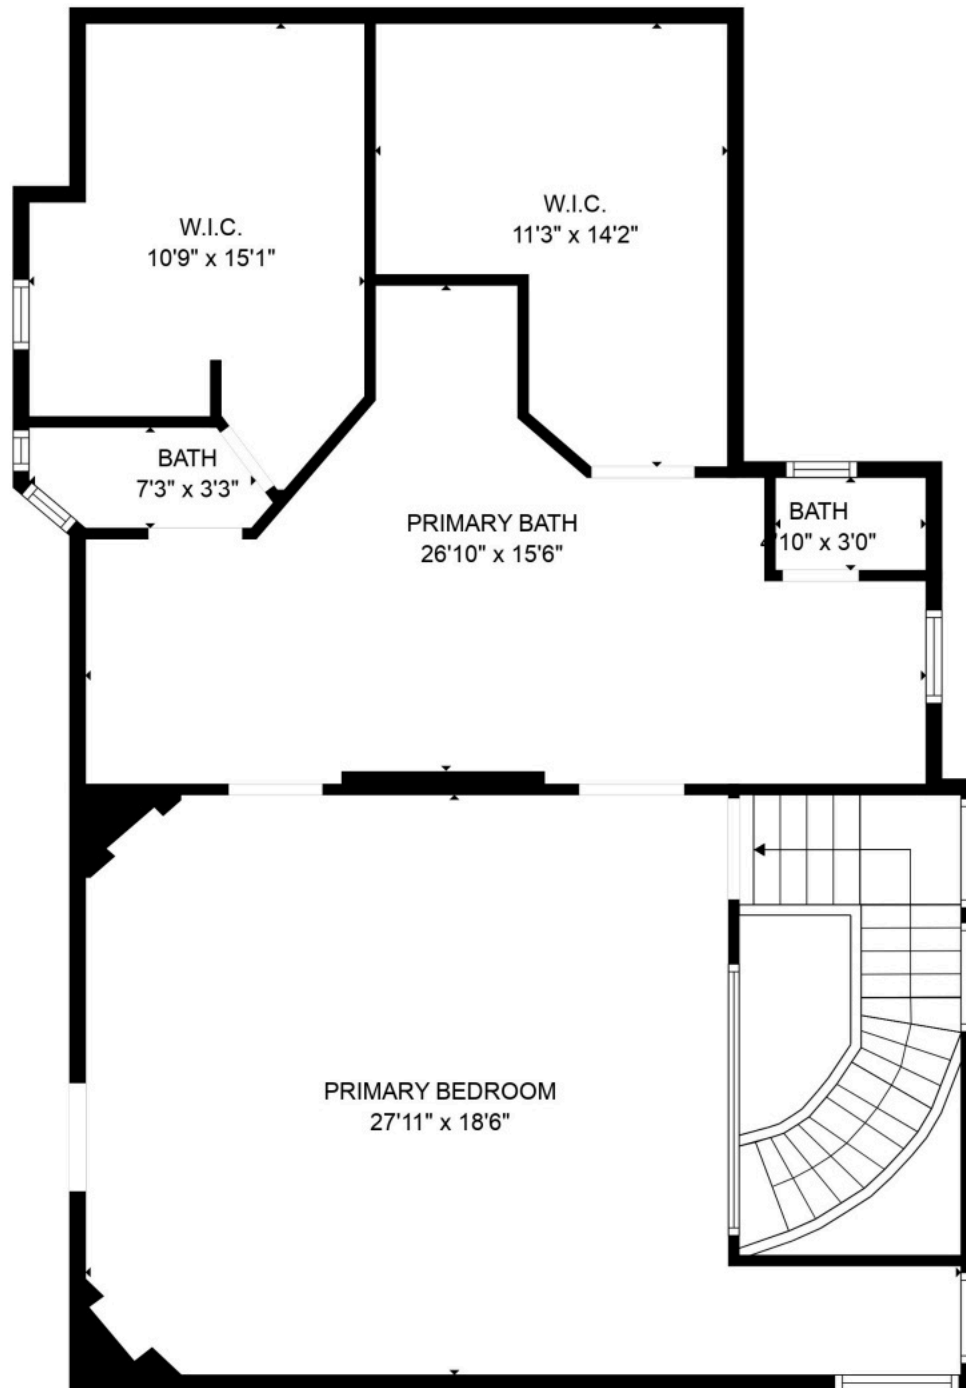 W.I.C.
10'9" x 15'1"
W.I.C.
11'3" x 14'2"
BATH
7'3" x 3'3"
PRIMARY BATH
26'10" x 15'6"
BATH
4'10" x 3'0"
PRIMARY BEDROOM
27'11" x 18'6"